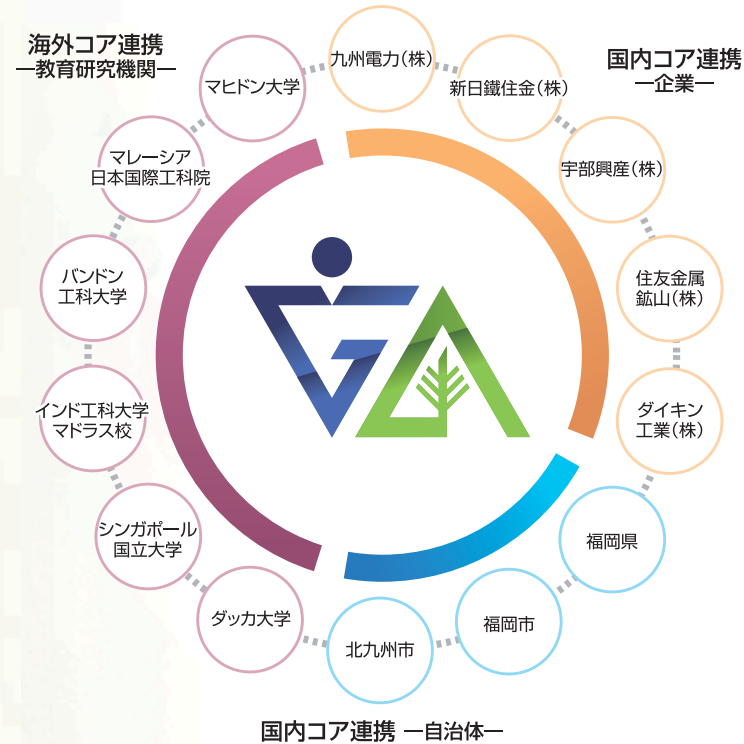 海外コア連携
―教育研究機関―
国内コア連携
―企業―
九州電力(株)
新日鐵住金(株)
宇部興産(株)
住友金属
鉱山(株)
ダイキン
工業(株)
福岡県
福岡市
北九州市
ダッカ大学
シンガポール
国立大学
インド工科大学
マドラス校
バンドン
工科大学
マレーシア
日本国際工科院
マヒドン大学
国内コア連携 ―自治体―